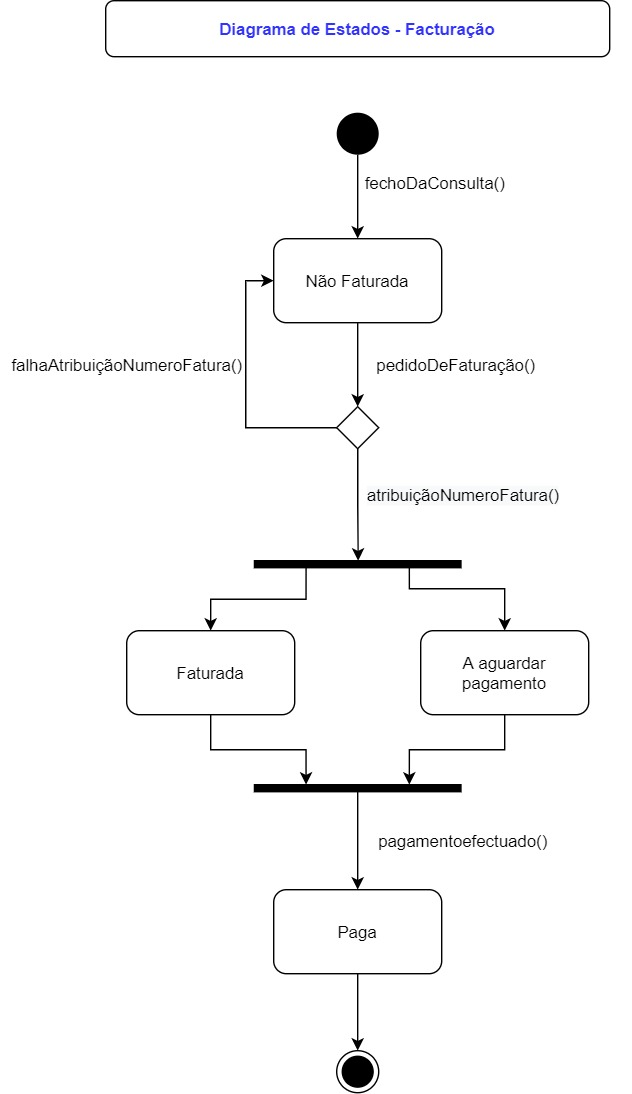 Diagrama de Estados - Facturação
fechoDaConsulta()
Não Faturada
falhaAtribuiçãoNumeroFatura()
pedidoDeFaturação()
atribuiçãoNumeroFatura()
Faturada
A aguardar
pagamento
pagamentoefectuado()
Paga